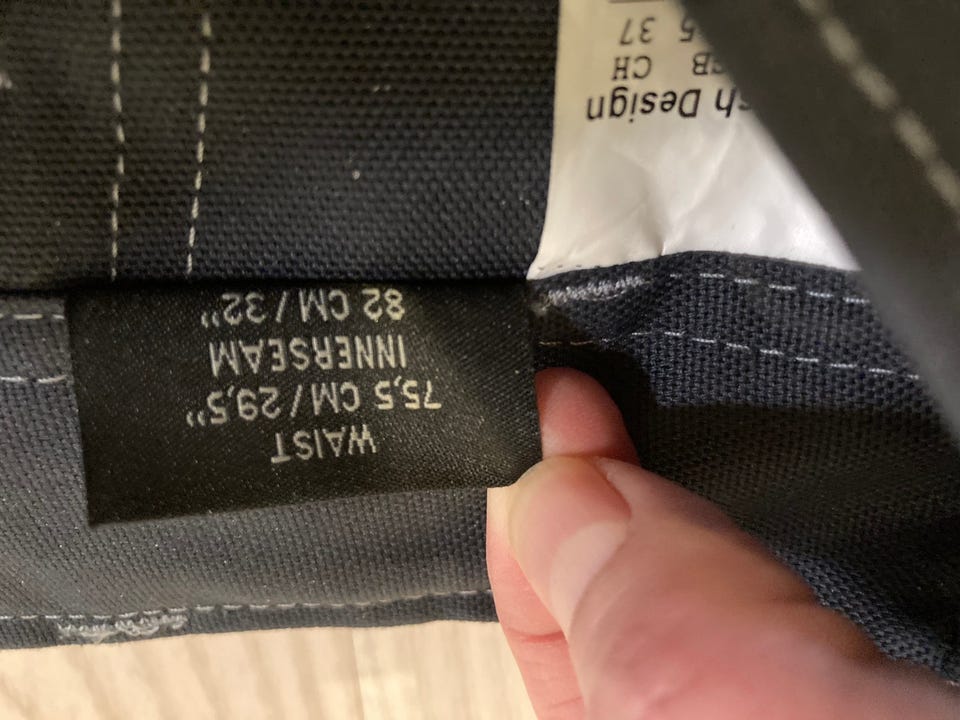 WAIST
75,5 CM / 29,5"
INNERSEAM
82 CM / 32"
Design
CH
37